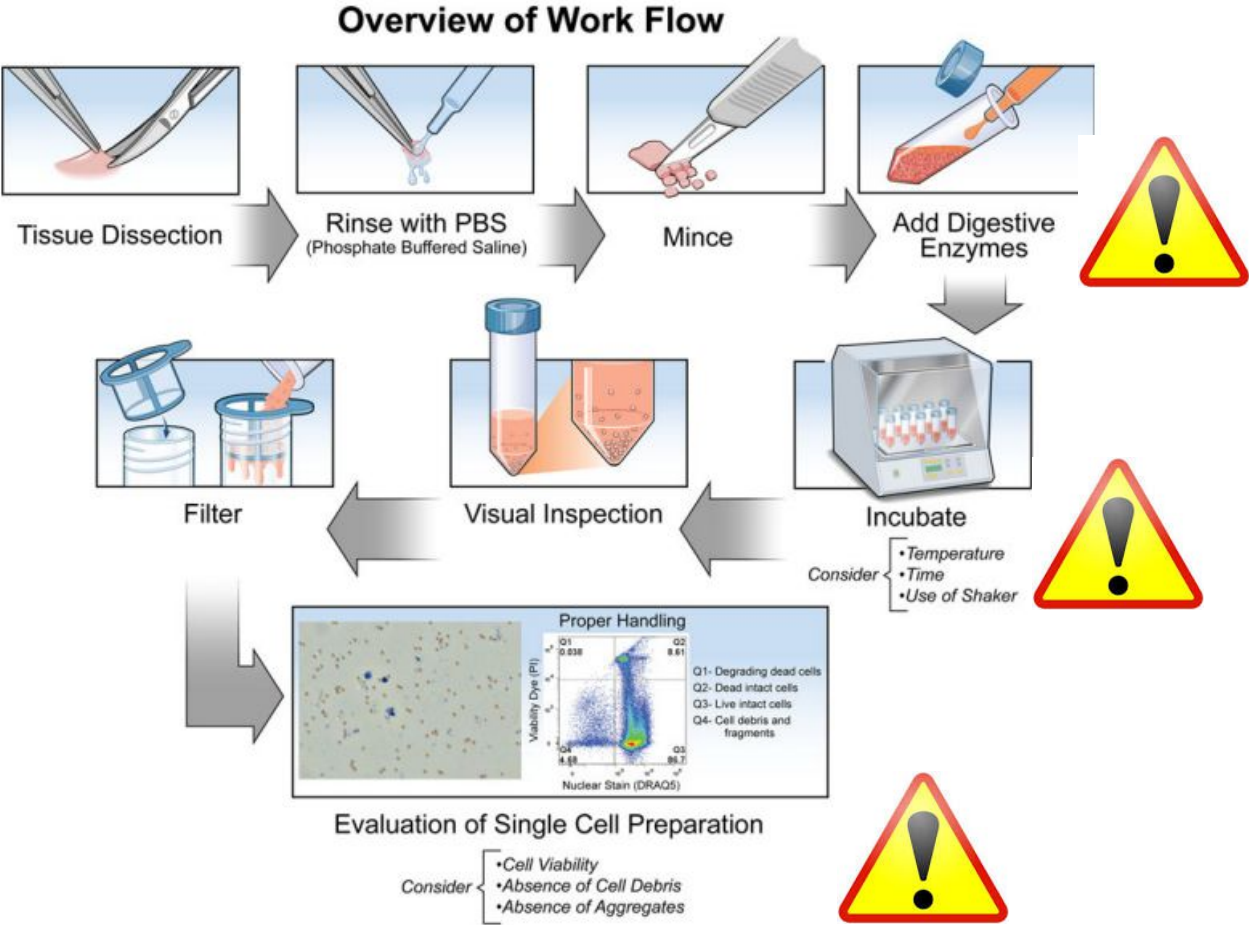 Overview of Work Flow
Tissue Dissection
Rinse with PBS
(Phosphate Buffered Saline)
Mince
Add Digestive
Enzymes
Filter
Visual Inspection
Incubate
Consider
•Temperature
•Time
•Use of Shaker
Proper Handling
Q1
0.038
Q2
8.61
Q4
4.68
Q3
86.7
Viability Dye (PI)
Nuclear Stain (DRAQ5)
Q1- Degrading dead cells
Q2- Dead intact cells
Q3- Live intact cells
Q4- Cell debris and
fragments
Evaluation of Single Cell Preparation
Consider
•Cell Viability
•Absence of Cell Debris
•Absence of Aggregates